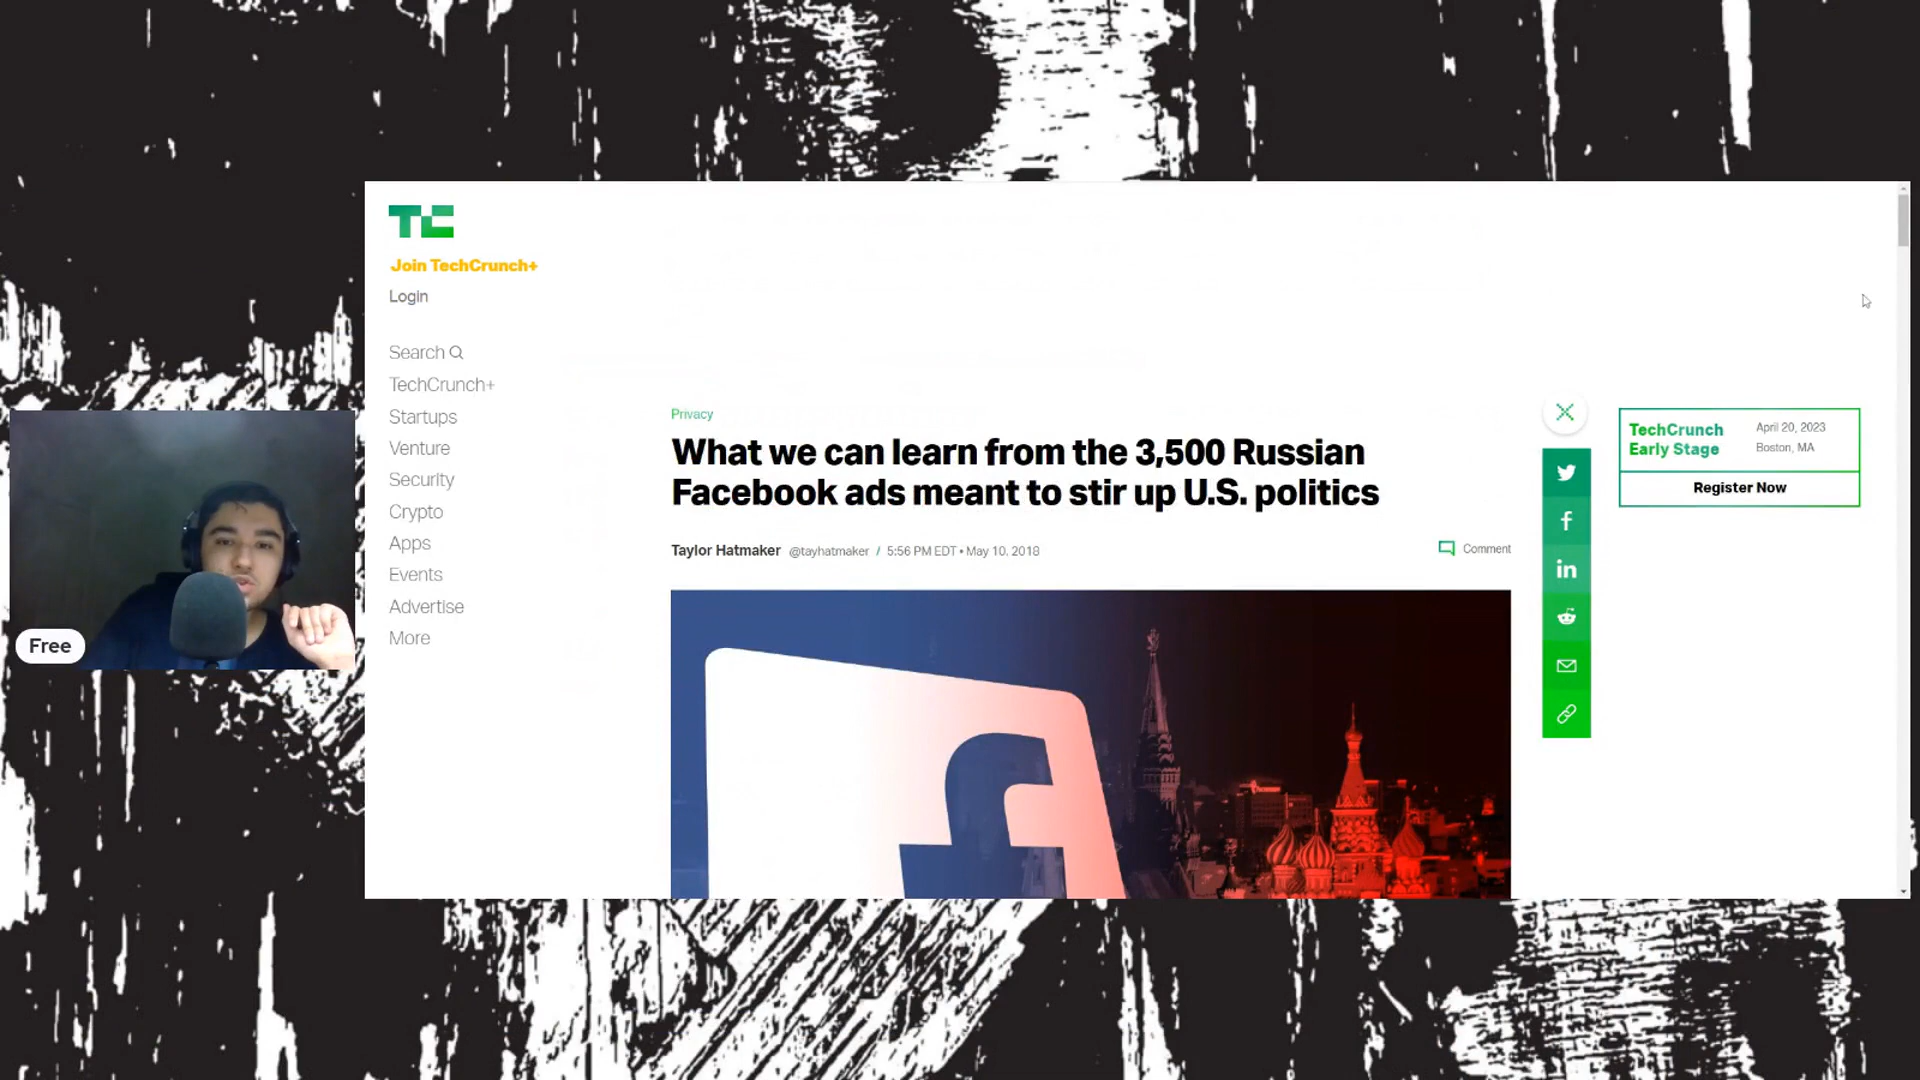 TC
Join TechCrunch+
Login
Search
TechCrunch+
Startups
Venture
Security
Crypto
Apps
Events
Advertise
More
Free
Privacy
What we can learn from the 3,500 Russian
Facebook ads meant to stir up U.S. politics
Taylor Hatmaker @tayhatmaker / 5:56 PM EDT • May 10, 2018
Comment
TechCrunch
Early Stage
April 20, 2023
Boston, MA
Register Now